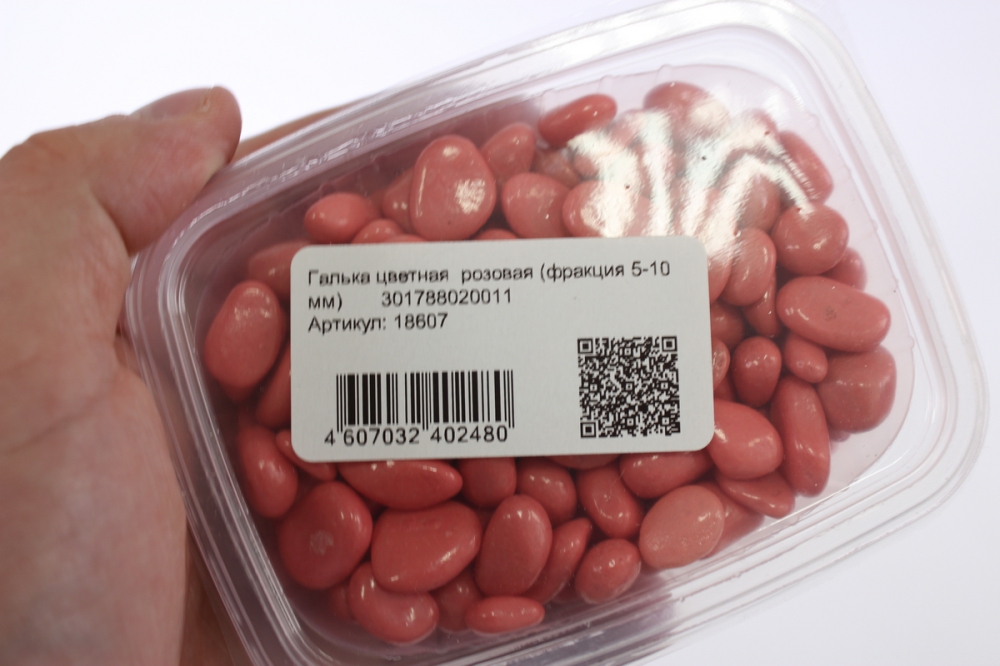 Галька цветная розовая (фракция 5-10
мм) 301788020011
Артикул: 18607
4 607032 402480